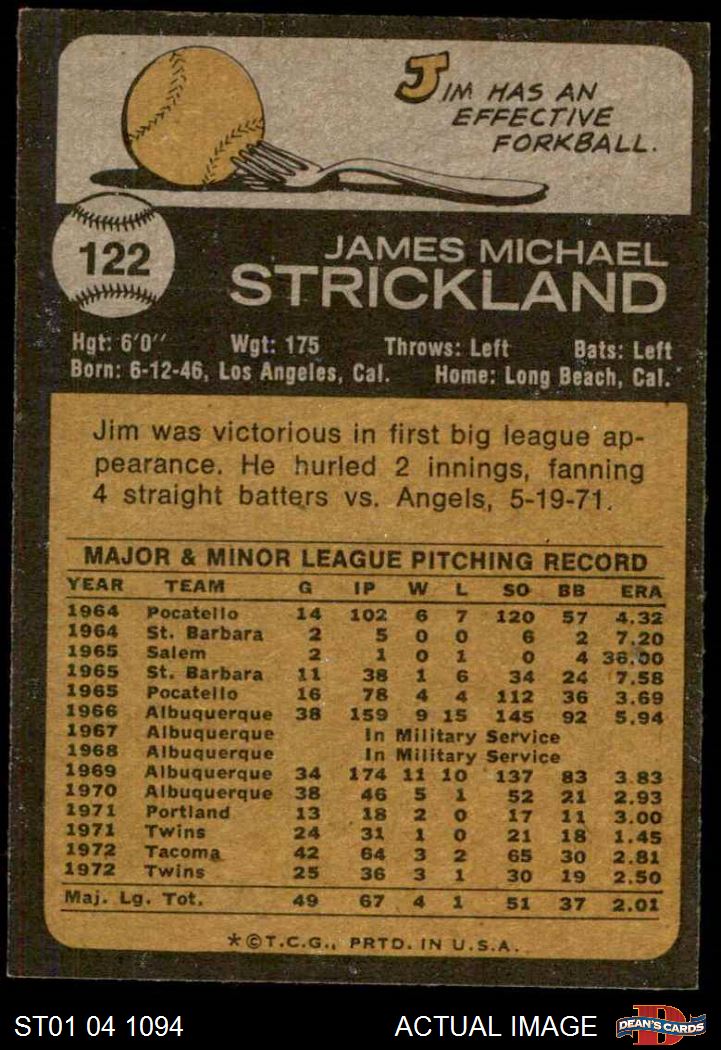 JIM HAS AN
EFFECTIVE
FORKBALL.
122
JAMES MICHAEL
STRICKLAND
Hgt: 6'0" Wgt: 175 Throws: Left Bats: Left
Born: 6-12-46, Los Angeles, Cal. Home: Long Beach, Cal.
Jim was victorious in first big league ap-
pearance. He hurled 2 innings, fanning
4 straight batters vs. Angels, 5-19-71.
MAJOR & MINOR LEAGUE PITCHING RECORD
YEAR TEAM G IP W L SO BB ERA
1964 Pocatello 14 102 6 7 120 57 4.32
1964 St. Barbara 2 5 0 0 6 2 7.20
1965 Salem 2 1 0 1 0 4 36.00
1965 St. Barbara 11 38 1 6 34 24 7.58
1965 Pocatello 16 78 4 4 112 36 3.69
1966 Albuquerque 38 159 9 15 145 92 5.94
1967 Albuquerque In Military Service
1968 Albuquerque In Military Service
1969 Albuquerque 34 174 11 10 137 83 3.83
1970 Albuquerque 38 46 5 1 52 21 2.93
1971 Portland 13 18 2 0 17 11 3.00
1971 Twins 24 31 1 0 21 18 1.45
1972 Tacoma 42 64 3 2 65 30 2.81
1972 Twins 25 36 3 1 30 19 2.50
Maj. Lg. Tot. 49 67 4 1 51 37 2.01
*©T.C.G., PRTD. IN U.S.A.
ST01 04 1094 ACTUAL IMAGE DEAN'S CARDS